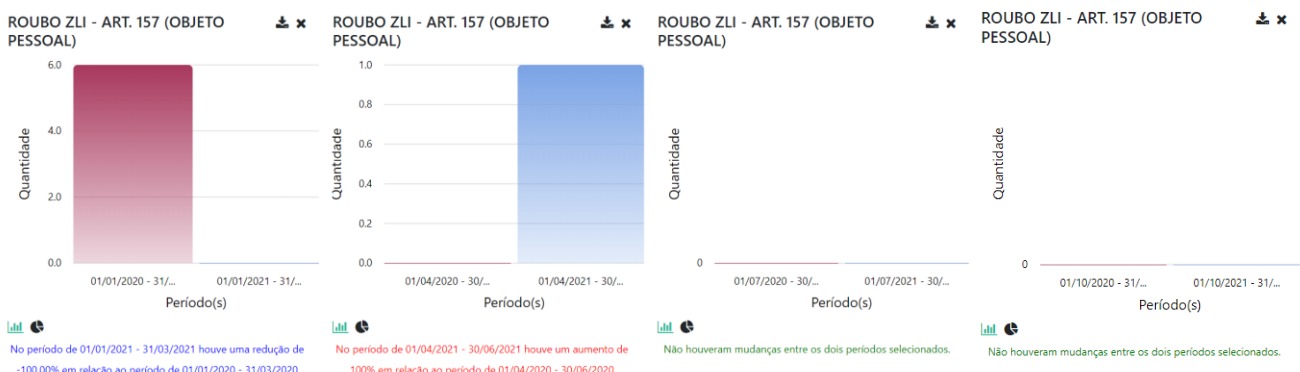 ROUBO ZLI - ART. 157 (OBJETO
PESSOAL)
6.0
4.0
2.0
0.0
Quantidade
01/01/2020 - 31/...
01/01/2021 - 31/...
Período(s)
No período de 01/01/2021 - 31/03/2021 houve uma redução de
-100.00% em relação ao período de 01/01/2020 - 31/03/2020
ROUBO ZLI - ART. 157 (OBJETO
PESSOAL)
1.0
0.8
0.6
0.4
0.2
0.0
Quantidade
01/04/2020 - 30/...
01/04/2021 - 30/...
Período(s)
No período de 01/04/2021 - 30/06/2021 houve um aumento de
100% em relação ao período de 01/04/2020 - 30/06/2020
ROUBO ZLI - ART. 157 (OBJETO
PESSOAL)
Quantidade
0
01/07/2020 - 30/...
01/07/2021 - 30/...
Período(s)
Não houveram mudanças entre os dois períodos selecionados.
ROUBO ZLI - ART. 157 (OBJETO
PESSOAL)
Quantidade
0
01/10/2020 - 31/...
01/10/2021 - 31/...
Período(s)
Não houveram mudanças entre os dois períodos selecionados.